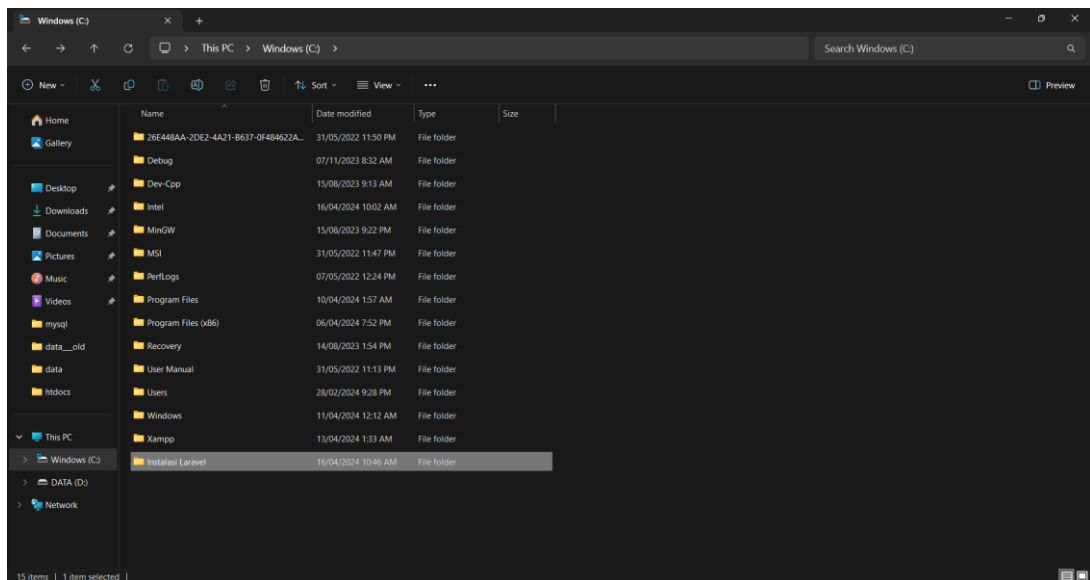 Windows (C:)
This PC > Windows (C:) >
Search Windows (C:)
New
Sort
View
Preview
Name Date modified Type Size
Home
Gallery
Desktop
Downloads
Documents
Pictures
Music
Videos
mysql
data__old
data
htdocs
This PC
Windows (C:)
DATA (D:)
Network
26E448AA-2DE2-4A21-B637-0F484622A... 31/05/2022 11:50 PM File folder
Debug 07/11/2023 8:32 AM File folder
Dev-Cpp 15/08/2023 9:13 AM File folder
Intel 16/04/2024 10:02 AM File folder
MinGW 15/08/2023 9:22 PM File folder
MSI 31/05/2022 11:47 PM File folder
PerfLogs 07/05/2022 12:24 PM File folder
Program Files 10/04/2024 1:57 AM File folder
Program Files (x86) 06/04/2024 7:52 PM File folder
Recovery 14/08/2023 1:54 PM File folder
User Manual 31/05/2022 11:13 PM File folder
Users 28/02/2024 9:28 PM File folder
Windows 11/04/2024 12:12 AM File folder
Xampp 13/04/2024 1:33 AM File folder
Instalasi Laravel 16/04/2024 10:46 AM File folder
15 items | 1 item selected |